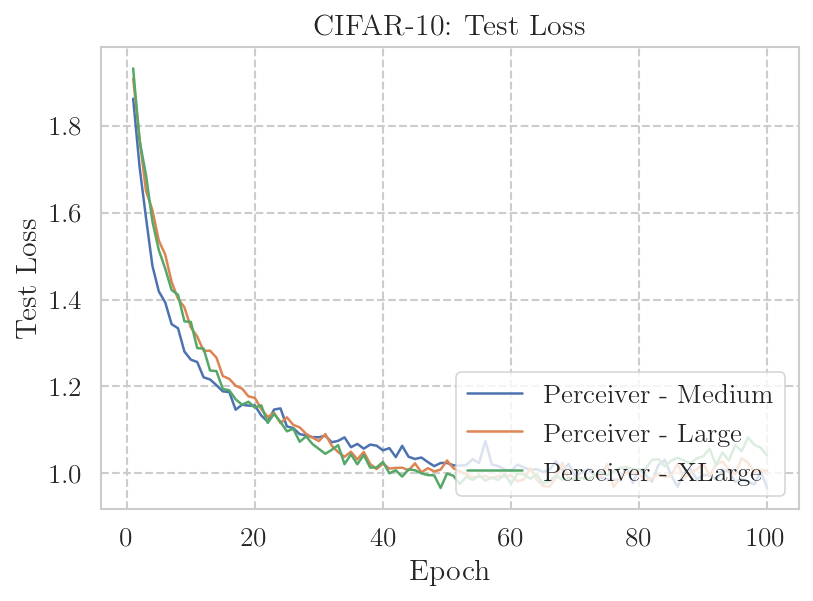 CIFAR-10: Test Loss
1.8
1.6
1.4
1.2
1.0
Test Loss
Perceiver - Medium
Perceiver - Large
Perceiver - XLarge
0 20 40 60 80 100
Epoch